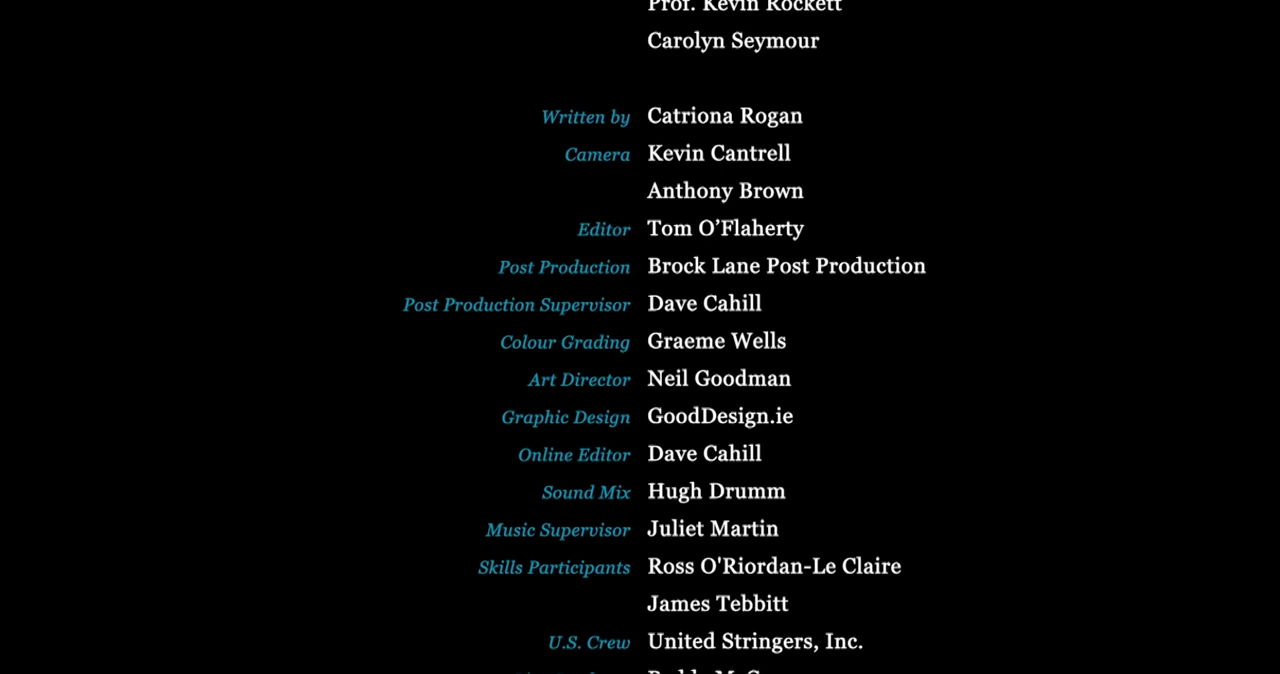 Prof. Kevin Rockett
Carolyn Seymour
Written by Catriona Rogan
Camera Kevin Cantrell
Anthony Brown
Editor Tom O’Flaherty
Post Production Brock Lane Post Production
Post Production Supervisor Dave Cahill
Colour Grading Graeme Wells
Art Director Neil Goodman
Graphic Design GoodDesign.ie
Online Editor Dave Cahill
Sound Mix Hugh Drumm
Music Supervisor Juliet Martin
Skills Participants Ross O'Riordan-Le Claire
James Tebbitt
U.S. Crew United Stringers, Inc.